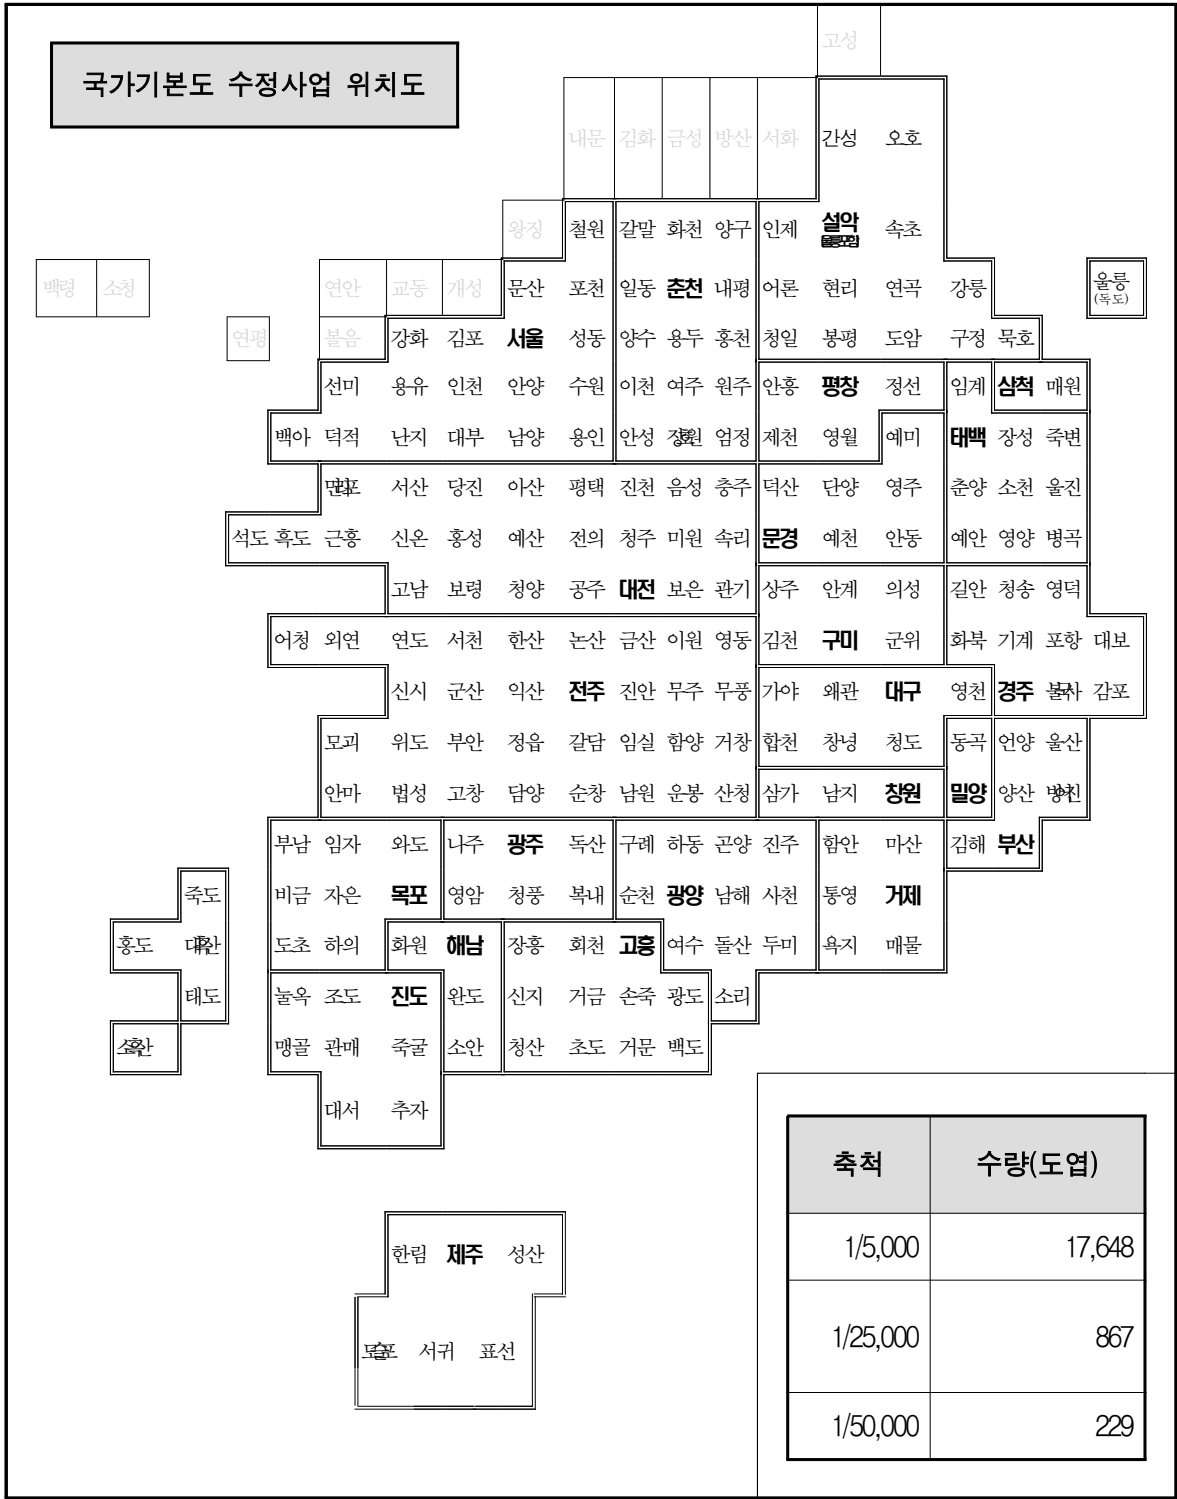 고성
국가기본도 수정사업 위치도
내문 김화 금성 방산 서화 간성 오호
왕징 철원 갈말 화천 양구 인제 설악 속초
백령 소청 연안 교동 개성 문산 포천 일동 춘천 내평 어론 현리 연곡 강릉 울릉
(독도)
연평 볼음 강화 김포 서울 성동 양수 용두 홍천 청일 봉평 도암 구정 묵호
선미 용유 인천 안양 수원 이천 여주 원주 안흥 평창 정선 임계 삼척 매원
백아 덕적 난지 대부 남양 용인 안성 엄정 제천 영월 예미 태백 장성 죽변
서산 당진 아산 평택 진천 음성 충주 덕산 단양 영주 춘양 소천 울진
석도 흑도 근흥 신온 홍성 예산 전의 청주 미원 속리 문경 예천 안동 예안 영양 병곡
고남 보령 청양 공주 대전 보은 관기 상주 안계 의성 길안 청송 영덕
어청 외연 연도 서천 한산 논산 금산 이원 영동 김천 구미 군위 화북 기계 포항 대보
신시 군산 익산 전주 진안 무주 무풍 가야 왜관 대구 영천 경주 감포
모괴 위도 부안 정읍 갈담 임실 함양 거창 합천 창녕 청도 동곡 언양 울산
안마 법성 고창 담양 순창 남원 운봉 산청 삼가 남지 창원 밀양 양산
부남 임자 와도 나주 광주 독산 구례 하동 곤양 진주 함안 마산 김해 부산
죽도 비금 자은 목포 영암 청풍 복내 순천 광양 남해 사천 통영 거제
홍도 도초 하의 화원 해남 장흥 회천 고흥 여수 돌산 두미 욕지 매물
태도 눌옥 조도 진도 완도 신지 거금 손죽 광도 소리
맹골 관매 죽굴 소안 청산 초도 거문 백도
대서 추자
한림 제주 성산
서귀 표선
축척 수량(도엽)
1/5,000 17,648
1/25,000 867
1/50,000 229